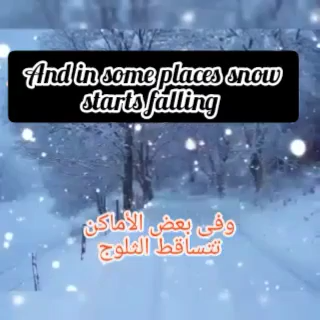 And in some places snow
starts falling
وفى بعض الأماكن
تتساقط الثلوج